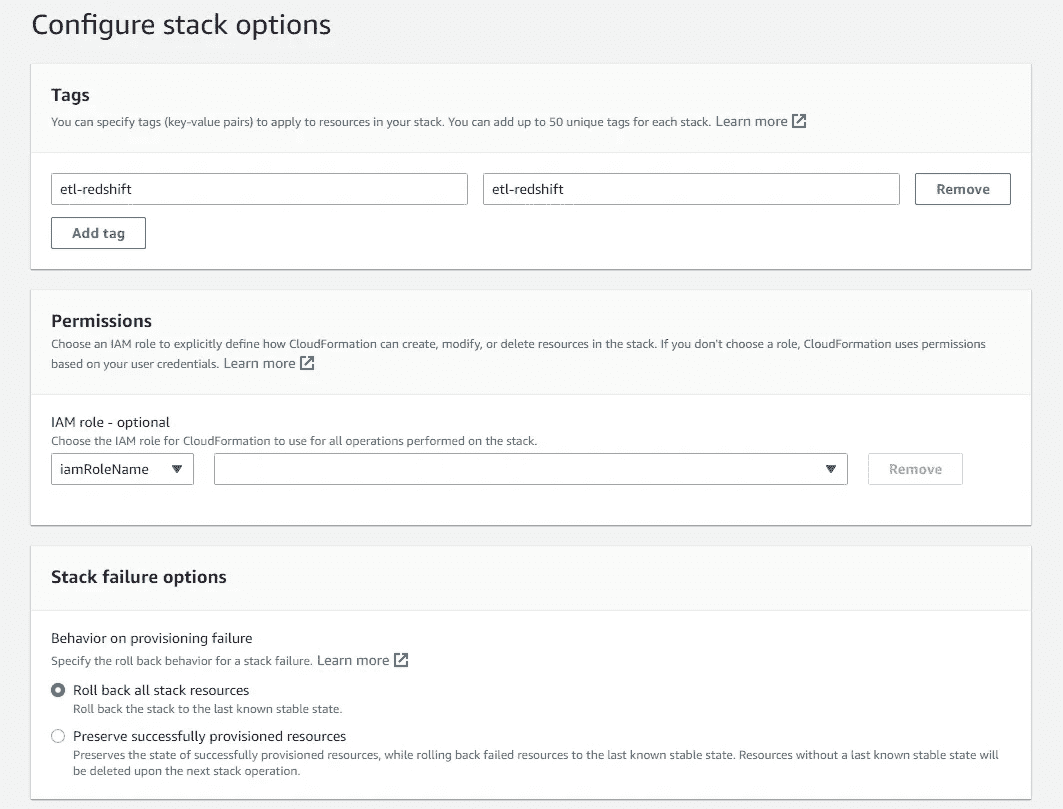 Configure stack options
Tags
You can specify tags (key-value pairs) to apply to resources in your stack. You can add up to 50 unique tags for each stack. Learn more
etl-redshift etl-redshift Remove
Add tag
Permissions
Choose an IAM role to explicitly define how CloudFormation can create, modify, or delete resources in the stack. If you don't choose a role, CloudFormation uses permissions
based on your user credentials. Learn more
IAM role - optional
Choose the IAM role for CloudFormation to use for all operations performed on the stack.
iamRoleName Remove
Stack failure options
Behavior on provisioning failure
Specify the roll back behavior for a stack failure. Learn more
Roll back all stack resources
Roll back the stack to the last known stable state.
Preserve successfully provisioned resources
Preserves the state of successfully provisioned resources, while rolling back failed resources to the last known stable state. Resources without a last known stable state will
be deleted upon the next stack operation.